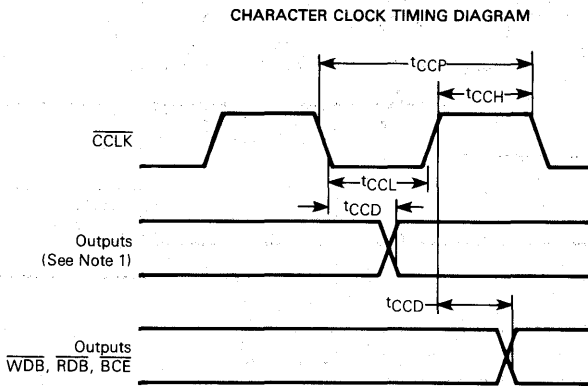 CHARACTER CLOCK TIMING DIAGRAM
tCCP
tCCH
CCLK
tCCL
tCCD
Outputs
(See Note 1)
tCCD
Outputs
WDB, RDB, BCE